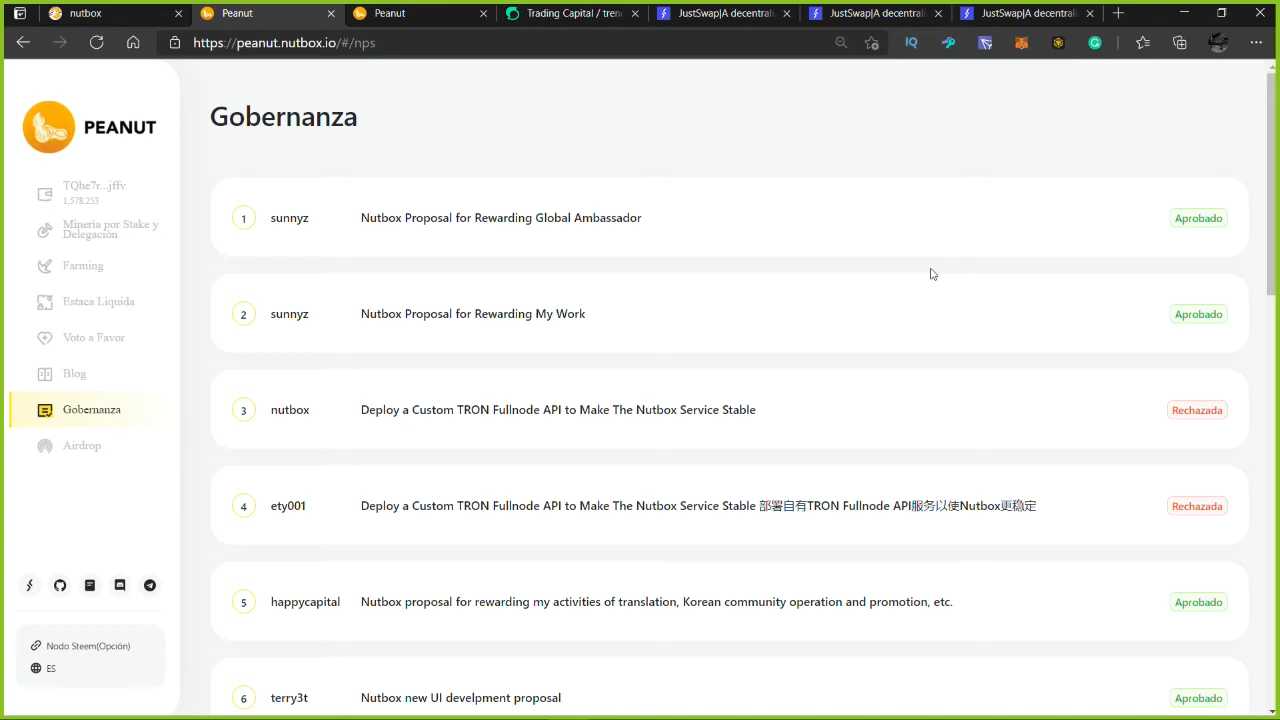 nutbox
Peanut
Peanut
Trading Capital / tren
JustSwap|A decentrali
JustSwap|A decentrali
JustSwap|A decentrali
https://peanut.nutbox.io/#/nps
PEANUT
TQhe7r...jffv
1,578.253
Minería por Stake y
Delegación
Farming
Estaca Liquida
Voto a Favor
Blog
Gobernanza
Airdrop
Nodo Steem(Opción)
ES
Gobernanza
1 sunnyz Nutbox Proposal for Rewarding Global Ambassador Aprobado
2 sunnyz Nutbox Proposal for Rewarding My Work Aprobado
3 nutbox Deploy a Custom TRON Fullnode API to Make The Nutbox Service Stable Rechazada
4 ety001 Deploy a Custom TRON Fullnode API to Make The Nutbox Service Stable 部署自有TRON Fullnode API服务以使Nutbox更稳定 Rechazada
5 happycapital Nutbox proposal for rewarding my activities of translation, Korean community operation and promotion, etc. Aprobado
6 terry3t Nutbox new UI develpment proposal Aprobado